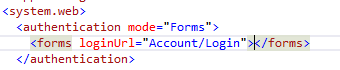 <system.web>
<authentication mode="Forms">
<forms loginUrl="Account/Login"></forms>
</authentication>